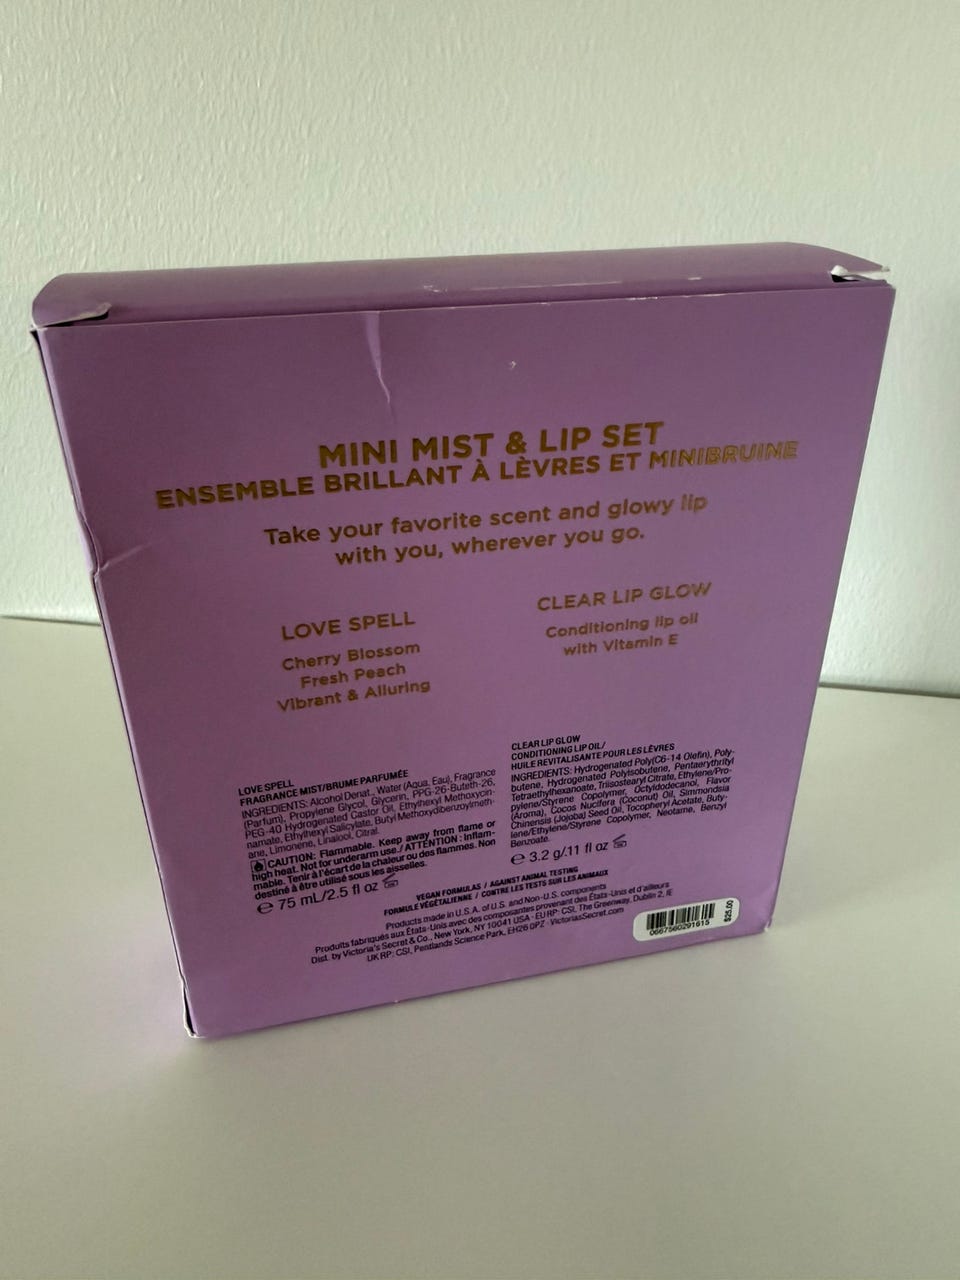 MINI MIST & LIP SET
ENSEMBLE BRILLANT À LÈVRES ET MINIBRUINE
Take your favorite scent and glowy lip
with you, wherever you go.
LOVE SPELL
Cherry Blossom
Fresh Peach
Vibrant & Alluring
CLEAR LIP GLOW
Conditioning lip oil
with Vitamin E
LOVE SPELL
FRAGRANCE MIST/BRUME PARFUMÉE
INGREDIENTS: Alcohol Denat., Water (Aqua, Eau), Fragrance
(Parfum), Propylene Glycol, Glycerin, PPG-26-Buteth-26,
PEG-40 Hydrogenated Castor Oil, Ethylhexyl Methoxycin-
namate, Ethylhexyl Salicylate, Butyl Methoxydibenzoylmeth-
ane, Limonene, Linalool, Citral.
CAUTION: Flammable. Keep away from flame or
high heat. Not for underarm use./ATTENTION : Inflam-
mable. Tenir à l'écart de la chaleur ou des flammes. Non
destiné à être utilisé sous les aisselles.
℮ 75 mL/2.5 fl oz
CLEAR LIP GLOW
CONDITIONING LIP OIL/
HUILE REVITALISANTE POUR LES LÈVRES
INGREDIENTS: Hydrogenated Poly(C6-14 Olefin), Poly-
butene, Hydrogenated Polyisobutene, Pentaerythrityl
Tetraethylhexanoate, Triisostearyl Citrate, Ethylene/Pro-
pylene/Styrene Copolymer, Octyldodecanol, Flavor
(Aroma), Cocos Nucifera (Coconut) Oil, Simmondsia
Chinensis (Jojoba) Seed Oil, Tocopheryl Acetate, Buty-
lene/Ethylene/Styrene Copolymer, Neotame, Benzyl
Benzoate.
℮ 3.2 g/.11 fl oz
VEGAN FORMULAS / AGAINST ANIMAL TESTING
FORMULE VÉGÉTALIENNE / CONTRE LES TESTS SUR LES ANIMAUX
Products made in U.S.A. of U.S. and Non-U.S. components
Produits fabriqués aux États-Unis avec des composantes provenant des États-Unis et d'ailleurs
Dist. by Victoria's Secret & Co., New York, NY 10041 USA · EU RP: CSI, The Greenway, Dublin 2, IE
UK RP: CSI, Pentlands Science Park, EH26 0PZ · VictoriasSecret.com
0667560291615
$25.00